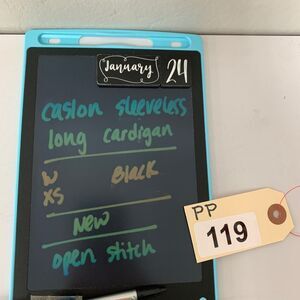 January 24
caslon sleeveless
long cardigan
W Black
XS
New
open stitch
PP
119